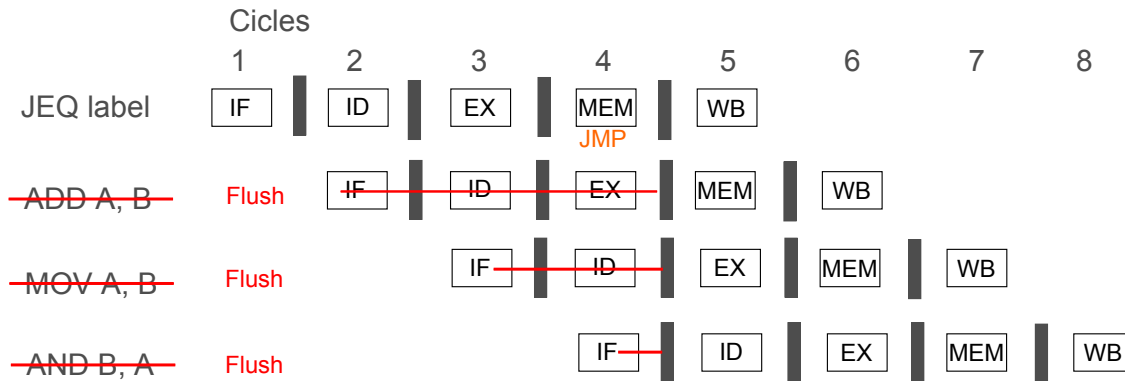 Cicles
1 2 3 4 5 6 7 8
JEQ label IF ID EX MEM WB
JMP
ADD A, B Flush IF ID EX MEM WB
MOV A, B Flush IF ID EX MEM WB
AND B, A Flush IF ID EX MEM WB